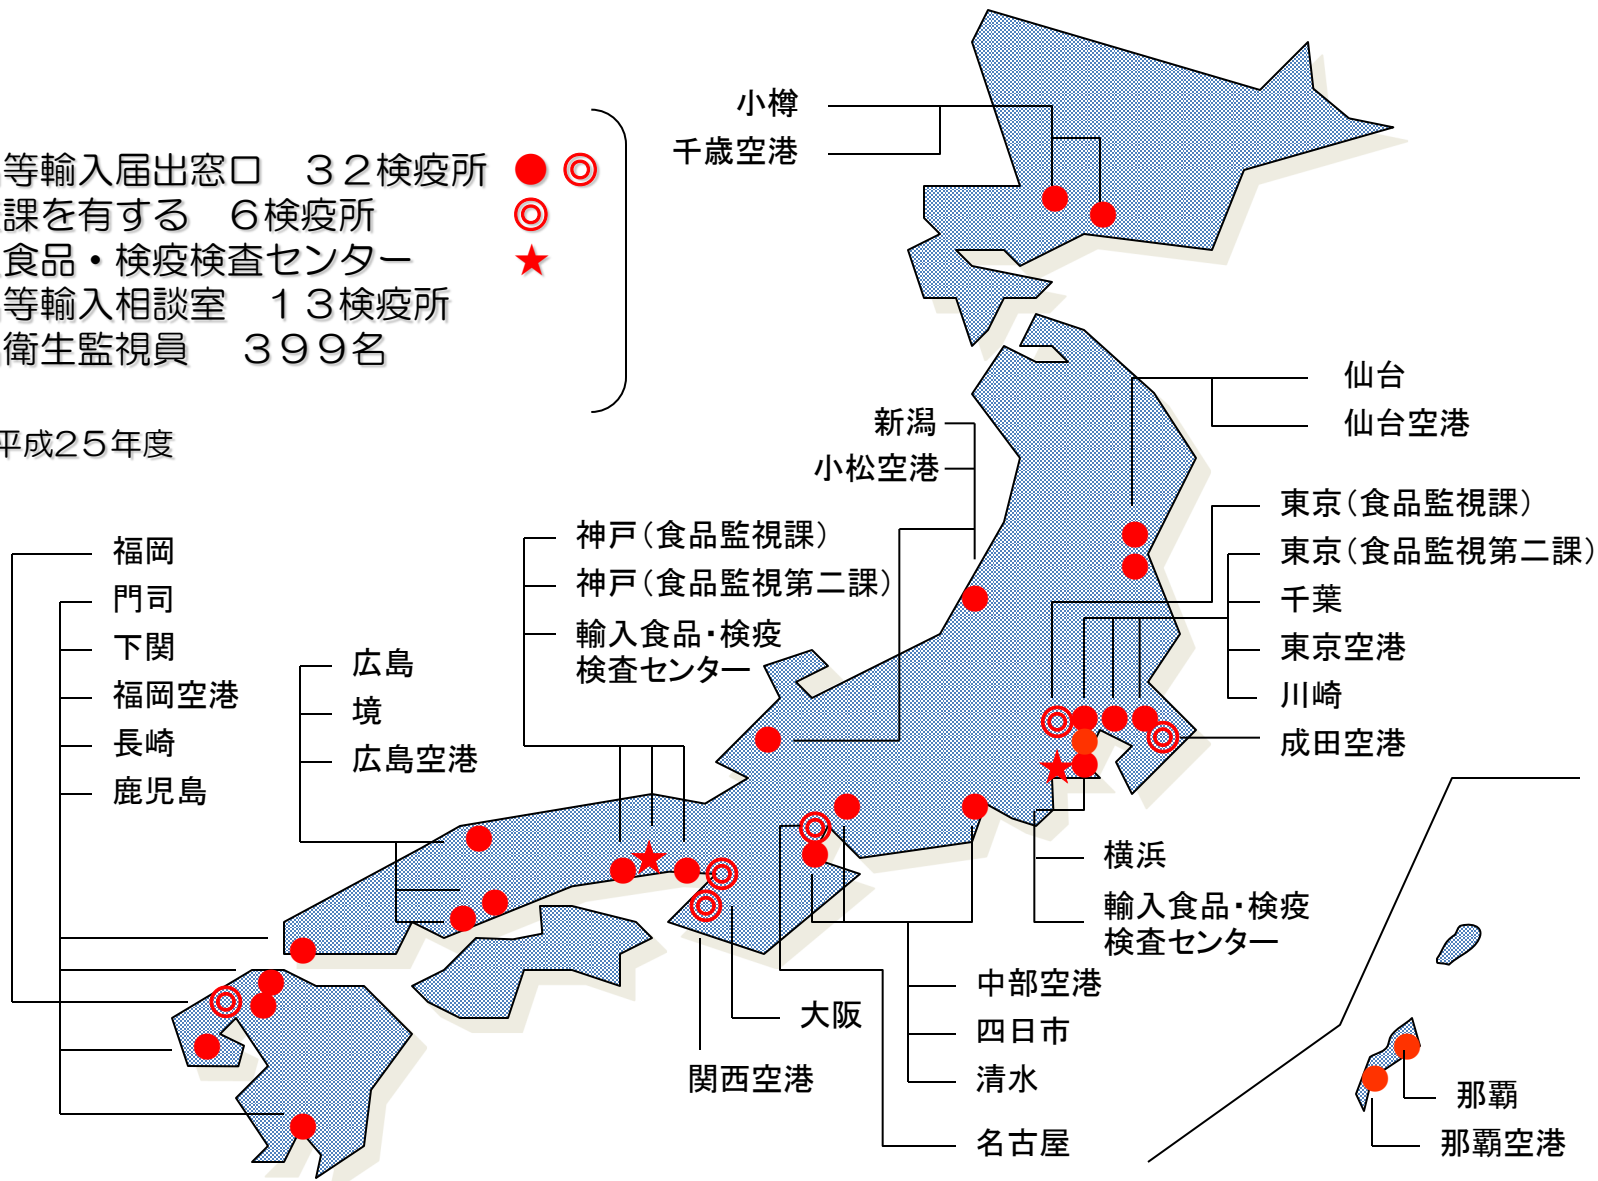 等輸入届出窓口　３２検疫所 ● ◎
課を有する　６検疫所 ◎
食品・検疫検査センター ★
等輸入相談室　１３検疫所
衛生監視員　３９９名
平成２５年度
小樽
千歳空港
仙台
仙台空港
新潟
小松空港
東京（食品監視課）
東京（食品監視第二課）
千葉
東京空港
川崎
成田空港
神戸（食品監視課）
神戸（食品監視第二課）
輸入食品・検疫
検査センター
福岡
門司
下関
福岡空港
長崎
鹿児島
広島
境
広島空港
横浜
輸入食品・検疫
検査センター
中部空港
四日市
清水
名古屋
大阪
関西空港
那覇
那覇空港